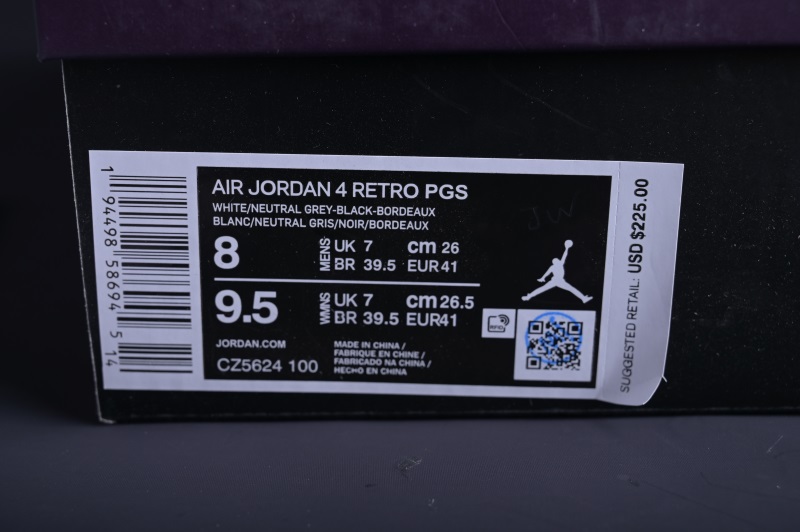 AIR JORDAN 4 RETRO PGS
WHITE/NEUTRAL GREY-BLACK-BORDEAUX
BLANC/NEUTRAL GRIS/NOIR/BORDEAUX
8 MENS UK 7 cm 26
BR 39.5 EUR 41
9.5 WMNS UK 7 cm 26.5
BR 39.5 EUR41
JORDAN.COM
CZ5624 100
MADE IN CHINA /
FABRIQUE EN CHINE /
FABRICADO NA CHINA /
HECHO EN CHINA
RFID
1 94498 58694 5 14
SUGGESTED RETAIL: USD $225.00